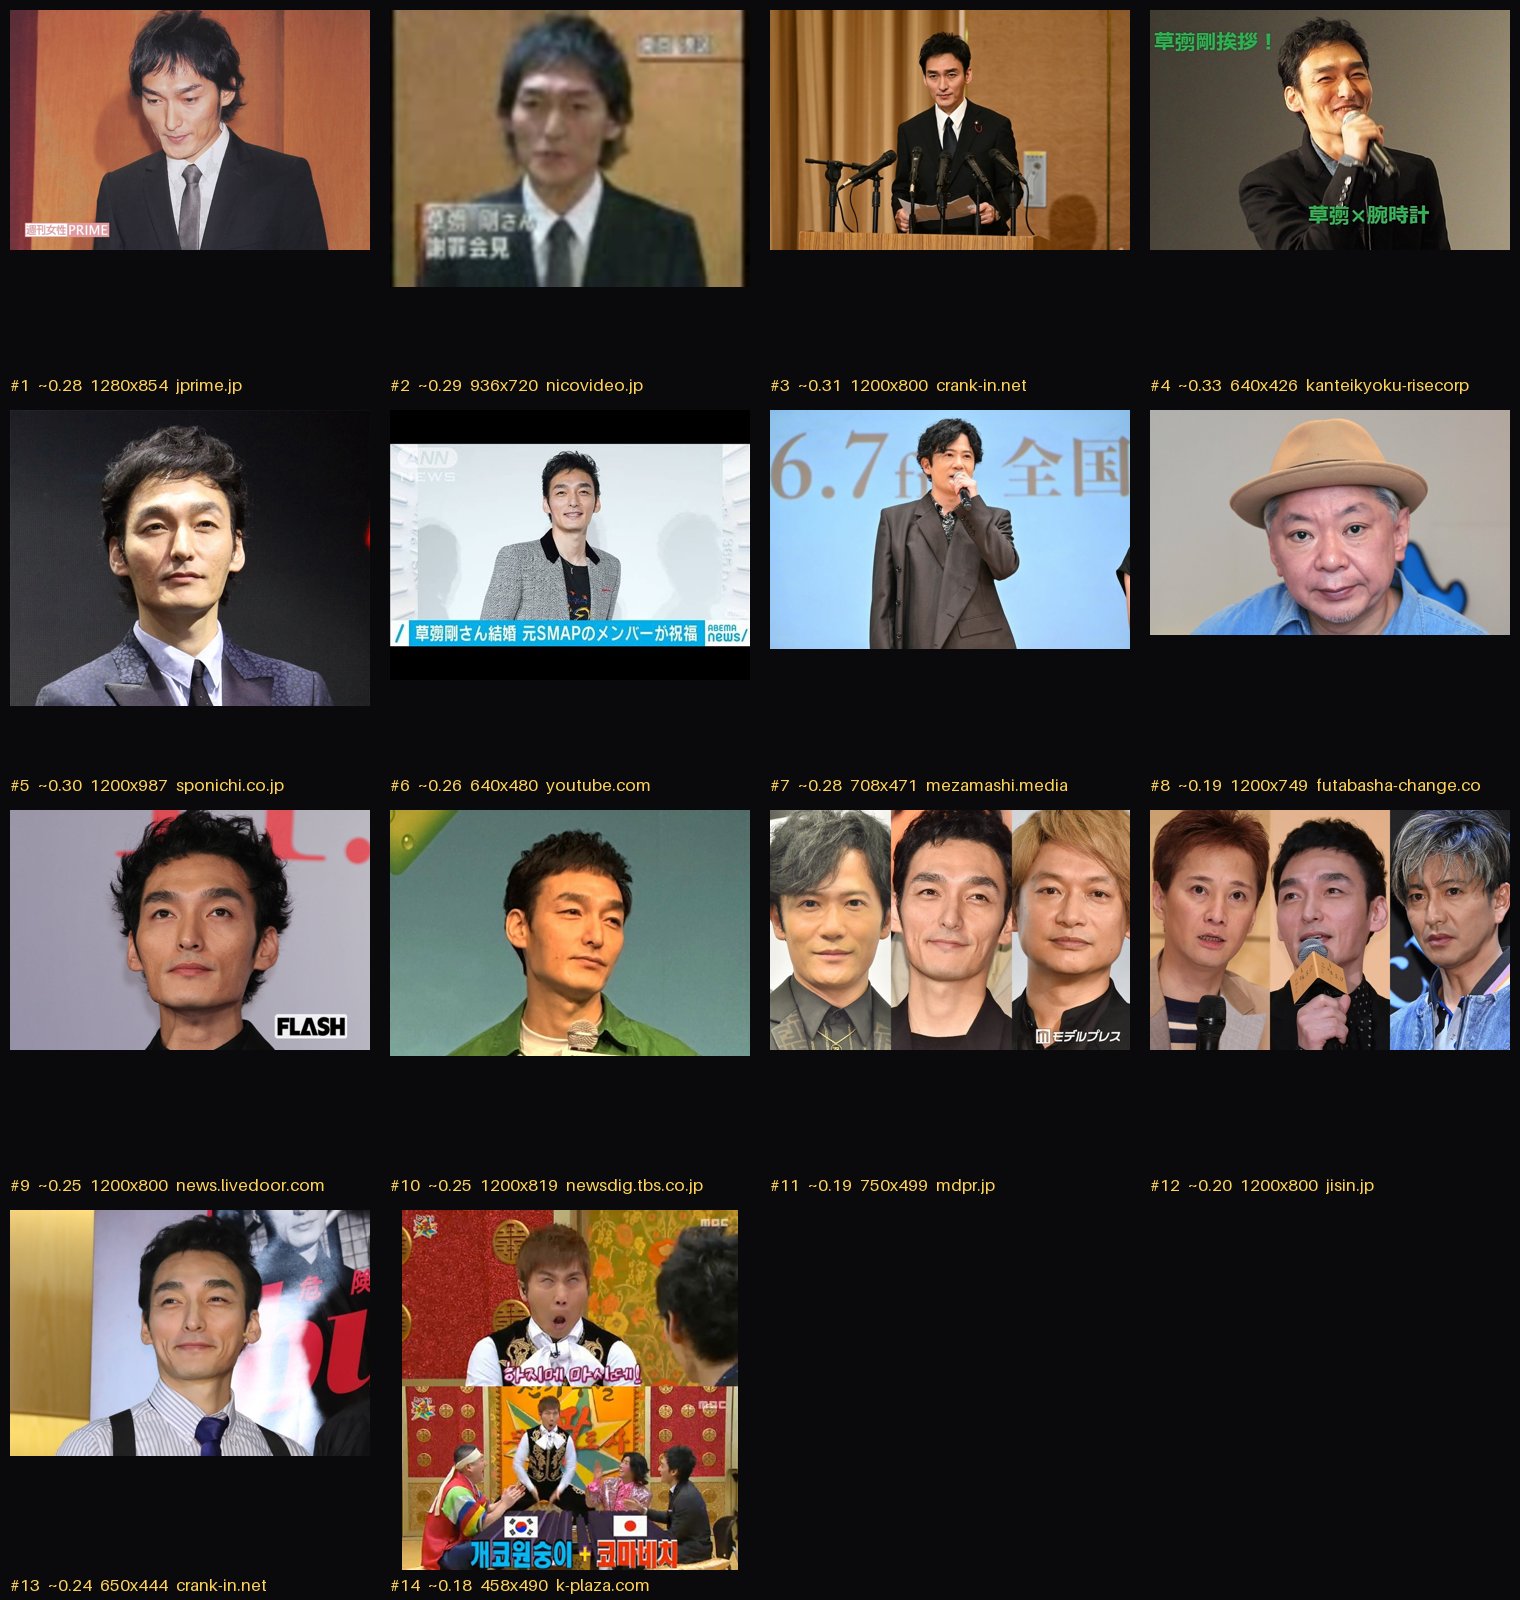 週刊女性PRIME
草彅 剛さん
謝罪会見
草彅剛挨拶！
草彅×腕時計
#1 ~0.28 1280x854 jprime.jp
#2 ~0.29 936x720 nicovideo.jp
#3 ~0.31 1200x800 crank-in.net
#4 ~0.33 640x426 kanteikyoku-risecorp
ANN
NEWS
草彅剛さん結婚 元SMAPのメンバーが祝福
ABEMA
news/
6.7
全国
#5 ~0.30 1200x987 sponichi.co.jp
#6 ~0.26 640x480 youtube.com
#7 ~0.28 708x471 mezamashi.media
#8 ~0.19 1200x749 futabasha-change.co
FLASH
モデルプレス
#9 ~0.25 1200x800 news.livedoor.com
#10 ~0.25 1200x819 newsdig.tbs.co.jp
#11 ~0.19 750x499 mdpr.jp
#12 ~0.20 1200x800 jisin.jp
危険
mbc
하지메 마시떼!
mbc
개코원숭이+코마네치
#13 ~0.24 650x444 crank-in.net
#14 ~0.18 458x490 k-plaza.com